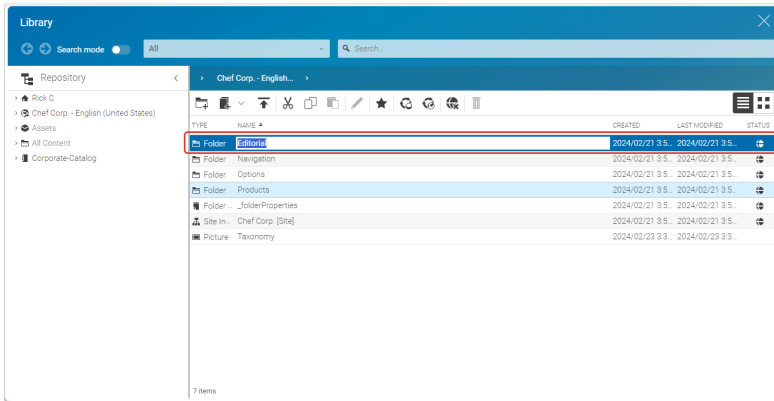 Library
Search mode All Search...
Repository
Rick C
Chef Corp. - English (United States)
Assets
All Content
Corporate-Catalog
Chef Corp. - English...
TYPE NAME CREATED LAST MODIFIED STATUS
Folder Editorial 2024/02/21 3:5... 2024/02/21 3:5...
Folder Navigation 2024/02/21 3:5... 2024/02/21 3:5...
Folder Options 2024/02/21 3:5... 2024/02/21 3:5...
Folder Products 2024/02/21 3:5... 2024/02/21 3:5...
Folder ... _folderProperties 2024/02/21 3:5... 2024/02/21 3:5...
Site In... Chef Corp. [Site] 2024/02/21 3:5... 2024/02/21 3:5...
Picture Taxonomy 2024/02/23 3:3... 2024/02/23 3:3...
7 items